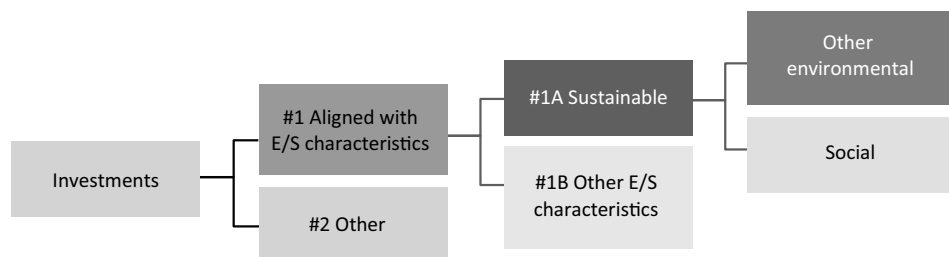 Investments
#1 Aligned with
E/S characteristics
#2 Other
#1A Sustainable
#1B Other E/S
characteristics
Other
environmental
Social